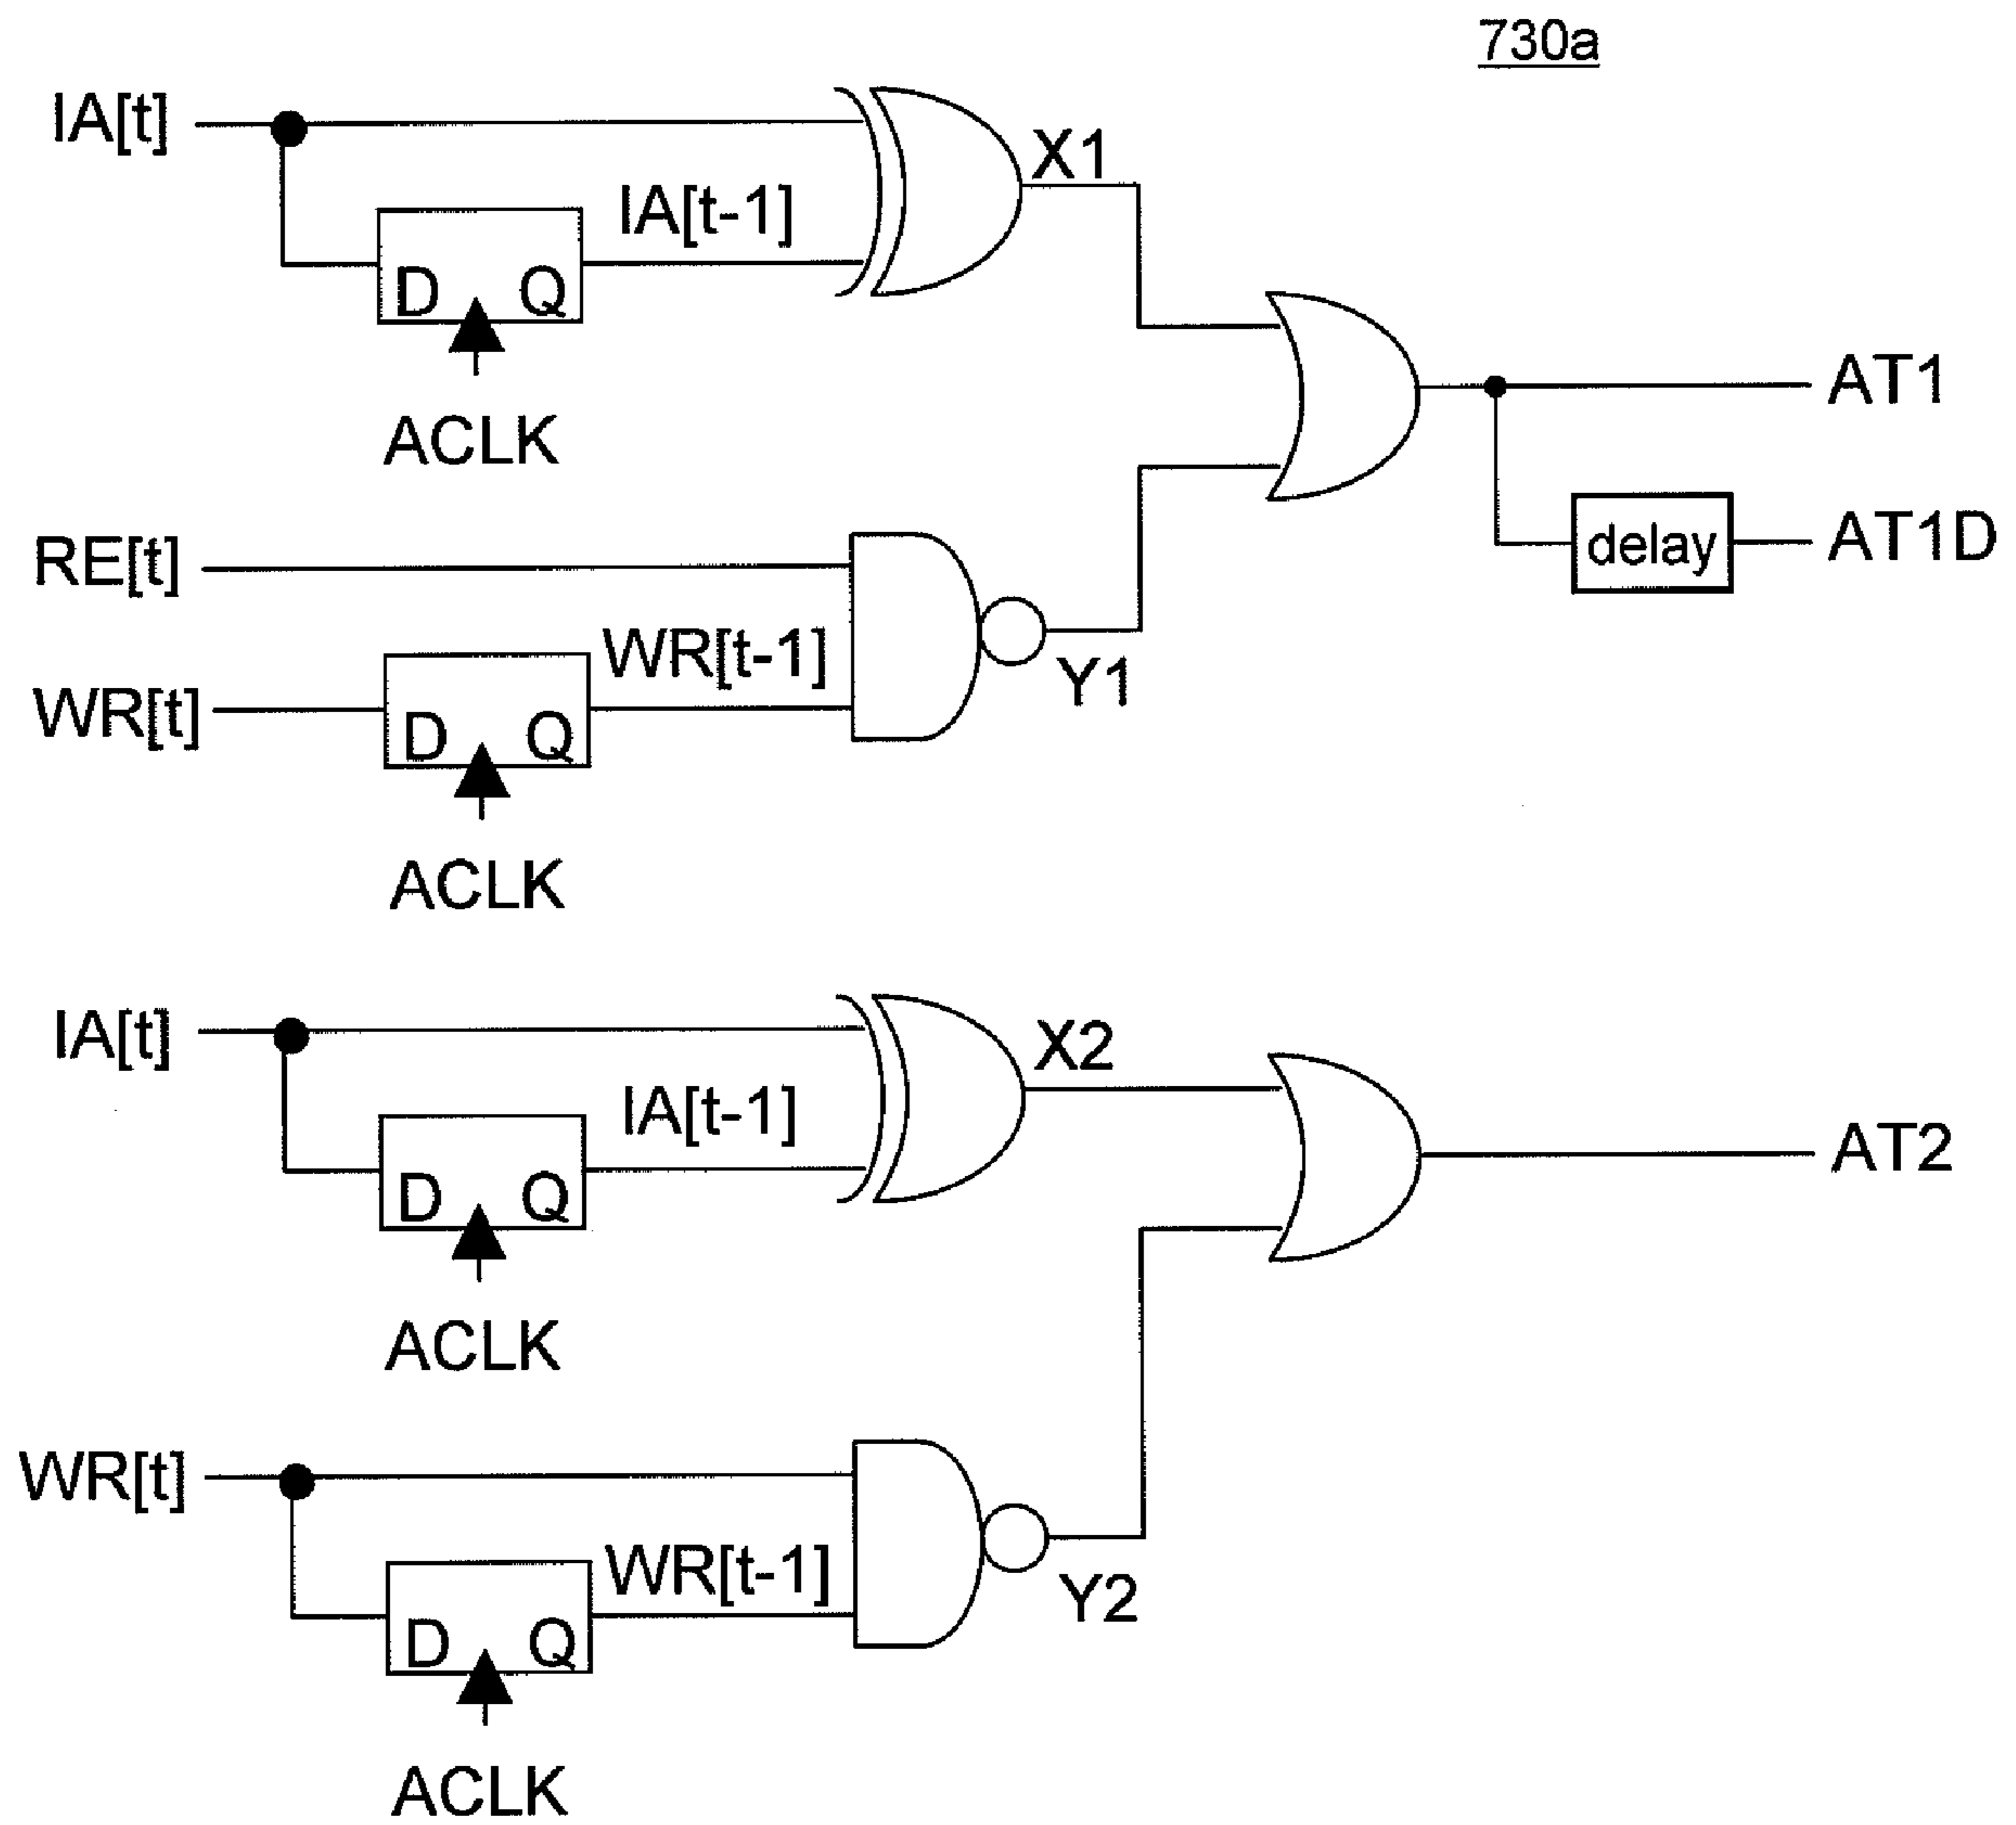 730a
IA[t]
X1
IA[t-1]
D Q
ACLK
AT1
RE[t]
delay
AT1D
WR[t-1]
Y1
WR[t]
D Q
ACLK
IA[t]
X2
IA[t-1]
D Q
AT2
ACLK
WR[t]
WR[t-1]
Y2
D Q
ACLK